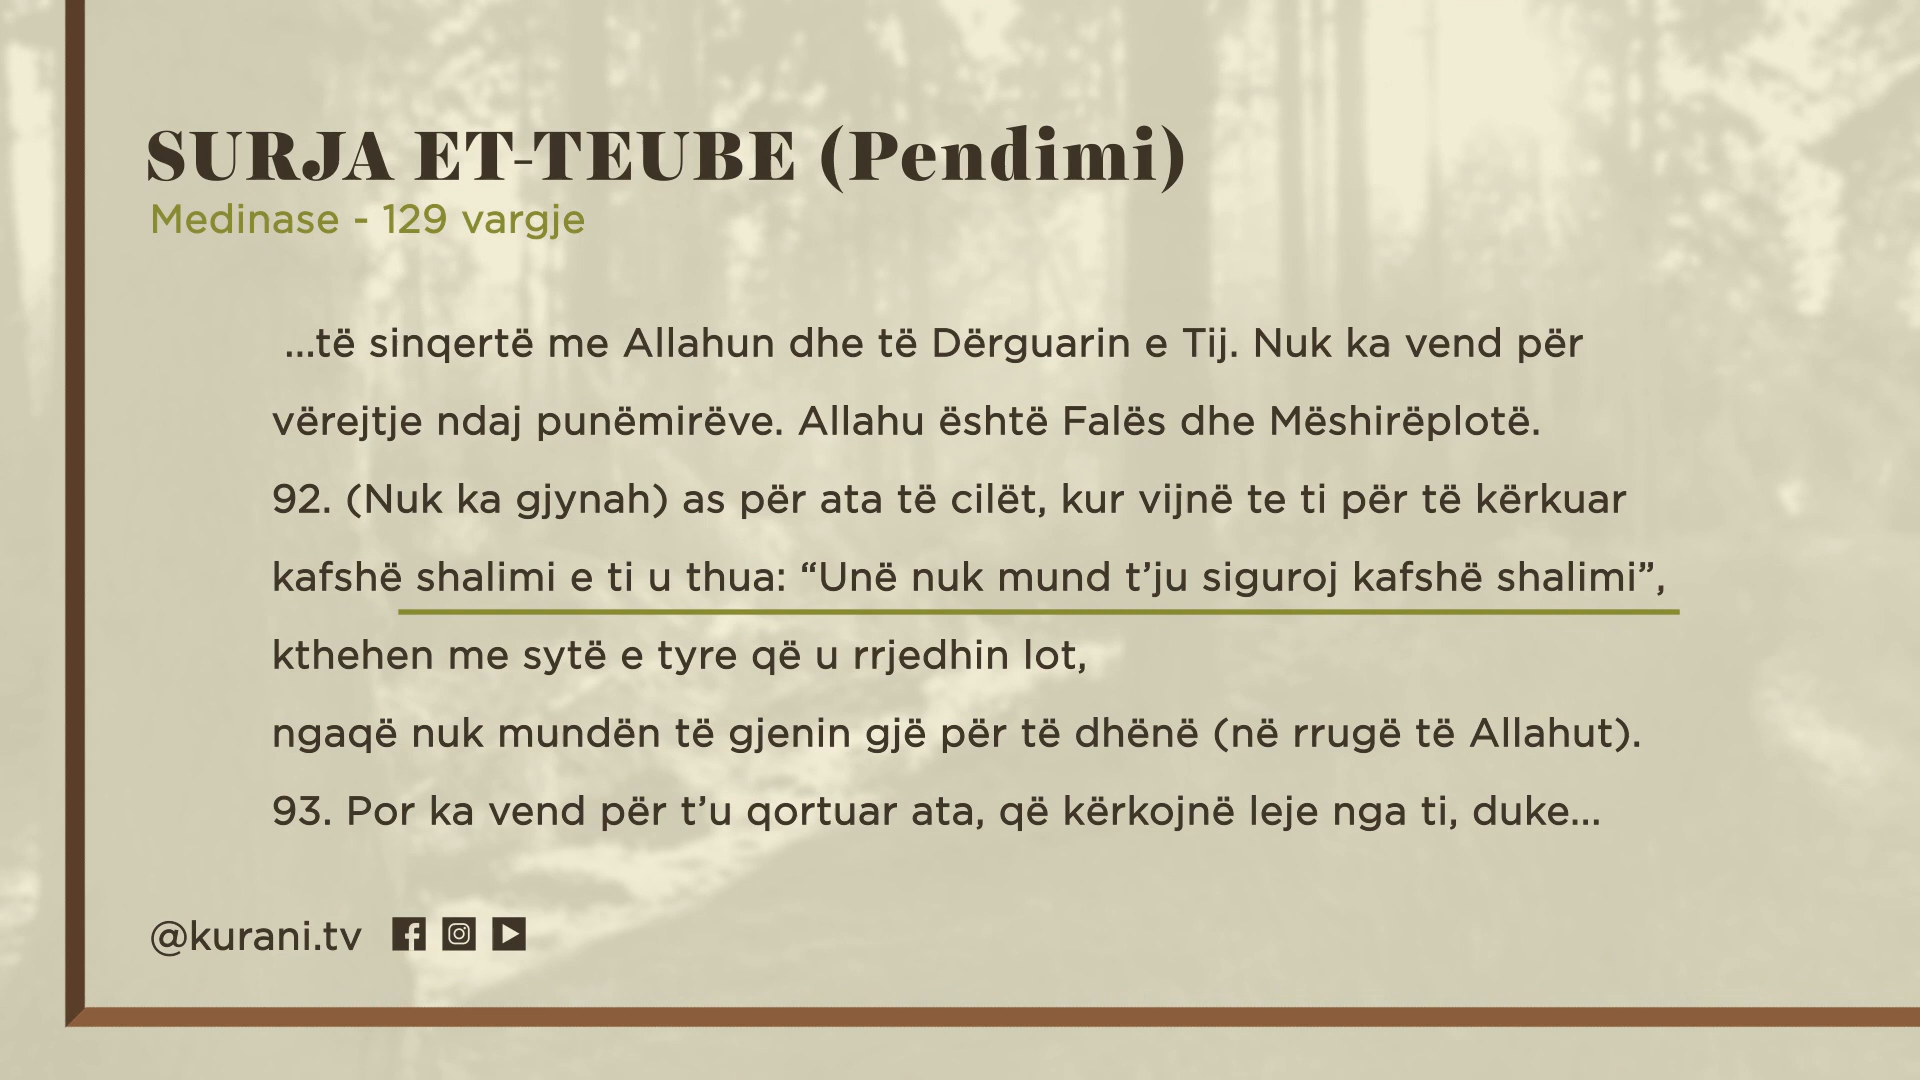 SURJA ET-TEUBE (Pendimi)
Medinase - 129 vargje
...të sinqertë me Allahun dhe të Dërguarin e Tij. Nuk ka vend për
vërejtje ndaj punëmirëve. Allahu është Falës dhe Mëshirëplotë.
92. (Nuk ka gjynah) as për ata të cilët, kur vijnë te ti për të kërkuar
kafshë shalimi e ti u thua: “Unë nuk mund t’ju siguroj kafshë shalimi”,
kthehen me sytë e tyre që u rrjedhin lot,
ngaqë nuk mundën të gjenin gjë për të dhënë (në rrugë të Allahut).
93. Por ka vend për t’u qortuar ata, që kërkojnë leje nga ti, duke...
@kurani.tv